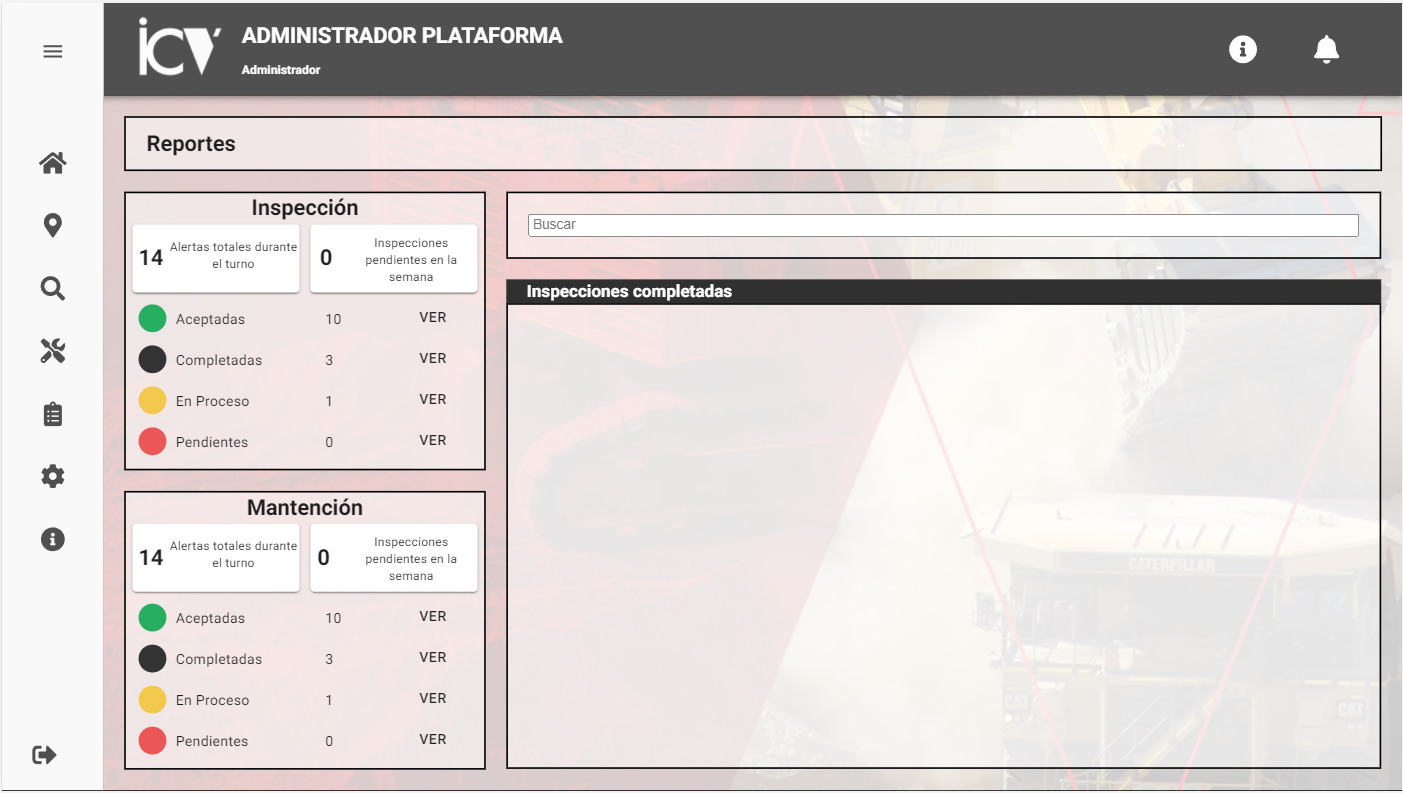 icv
ADMINISTRADOR PLATAFORMA
Administrador
Reportes
Inspección
14 Alertas totales durante
el turno
0 Inspecciones
pendientes en la
semana
Aceptadas 10 VER
Completadas 3 VER
En Proceso 1 VER
Pendientes 0 VER
Mantención
14 Alertas totales durante
el turno
0 Inspecciones
pendientes en la
semana
Aceptadas 10 VER
Completadas 3 VER
En Proceso 1 VER
Pendientes 0 VER
Buscar
Inspecciones completadas
CATERPILLAR
CAT
CAT